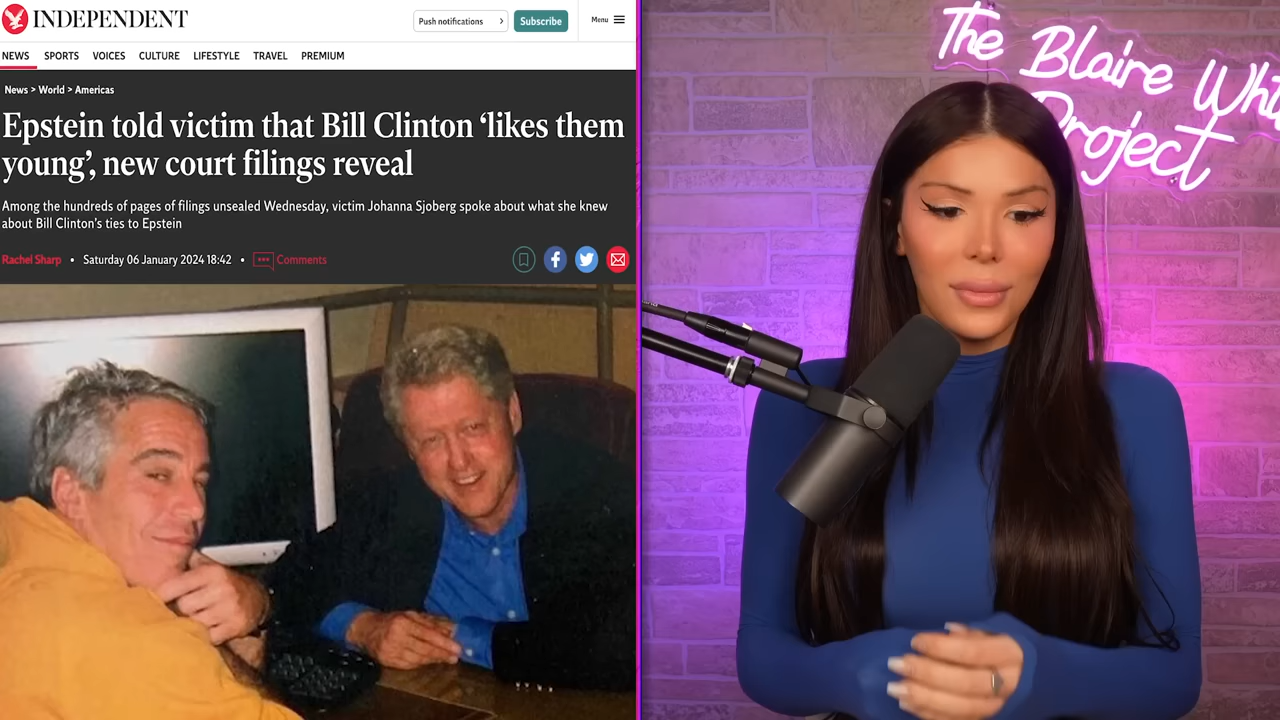 INDEPENDENT
Push notifications
Subscribe
Menu
NEWS SPORTS VOICES CULTURE LIFESTYLE TRAVEL PREMIUM
News > World > Americas
Epstein told victim that Bill Clinton ‘likes them
young’, new court filings reveal
Among the hundreds of pages of filings unsealed Wednesday, victim Johanna Sjoberg spoke about what she knew
about Bill Clinton's ties to Epstein
Rachel Sharp • Saturday 06 January 2024 18:42 • Comments
The Blaire Whi
Project